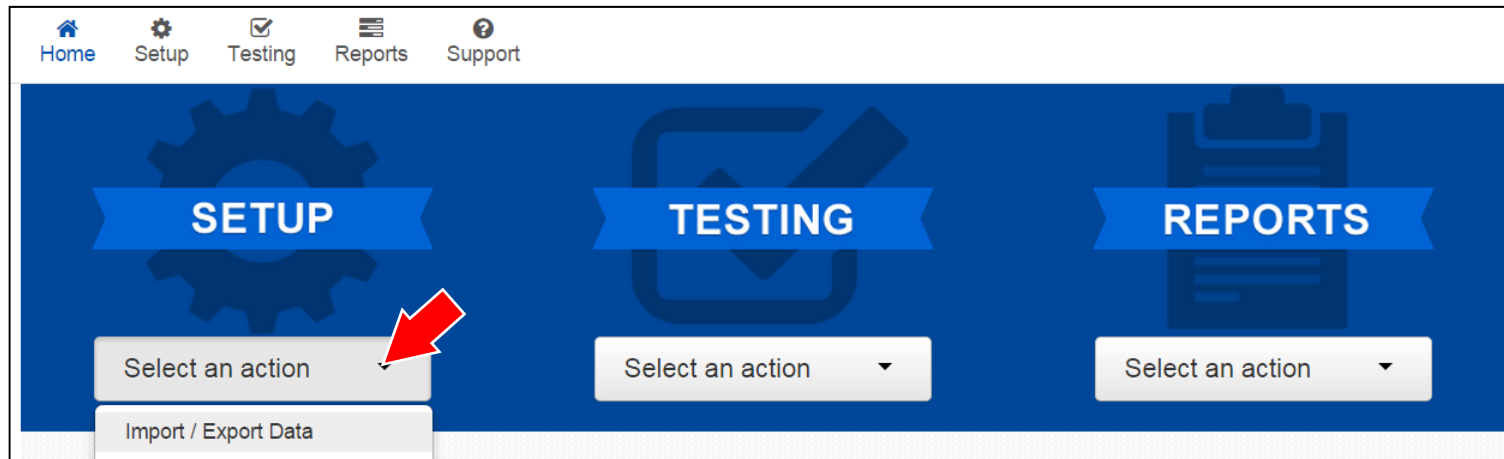 Home Setup Testing Reports Support
SETUP TESTING REPORTS
Select an action Select an action Select an action
Import / Export Data